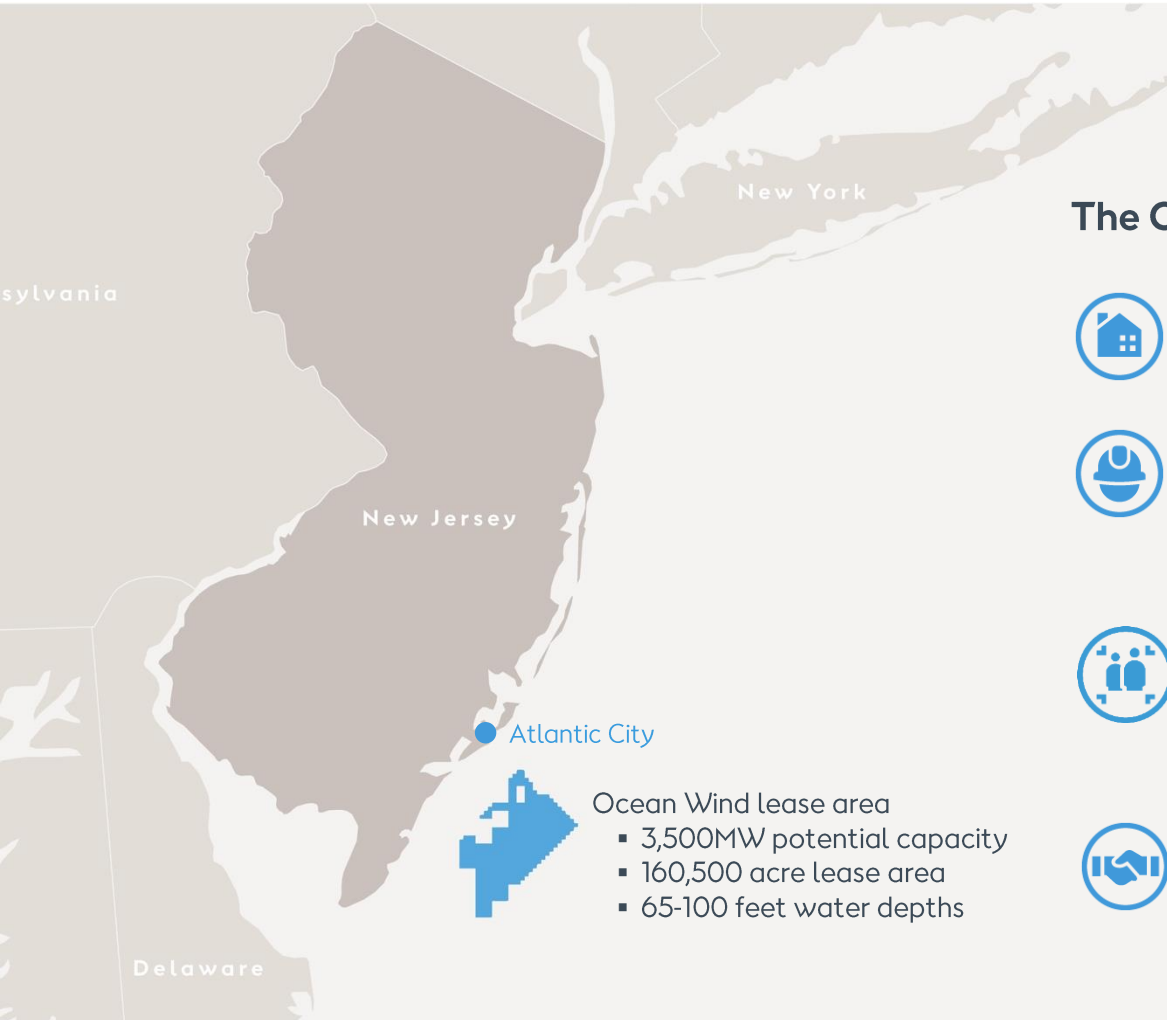 New York
The
sylvania
New Jersey
Atlantic City
Ocean Wind lease area
▪ 3,500MW potential capacity
▪ 160,500 acre lease area
▪ 65-100 feet water depths
Delaware